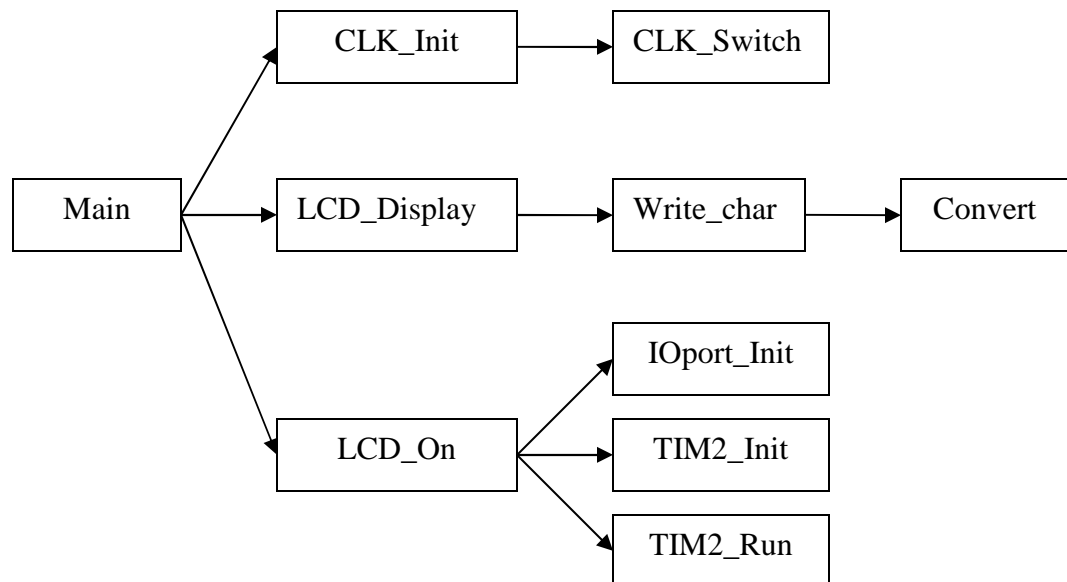 CLK_Init
CLK_Switch
Main
LCD_Display
Write_char
Convert
IOport_Init
LCD_On
TIM2_Init
TIM2_Run